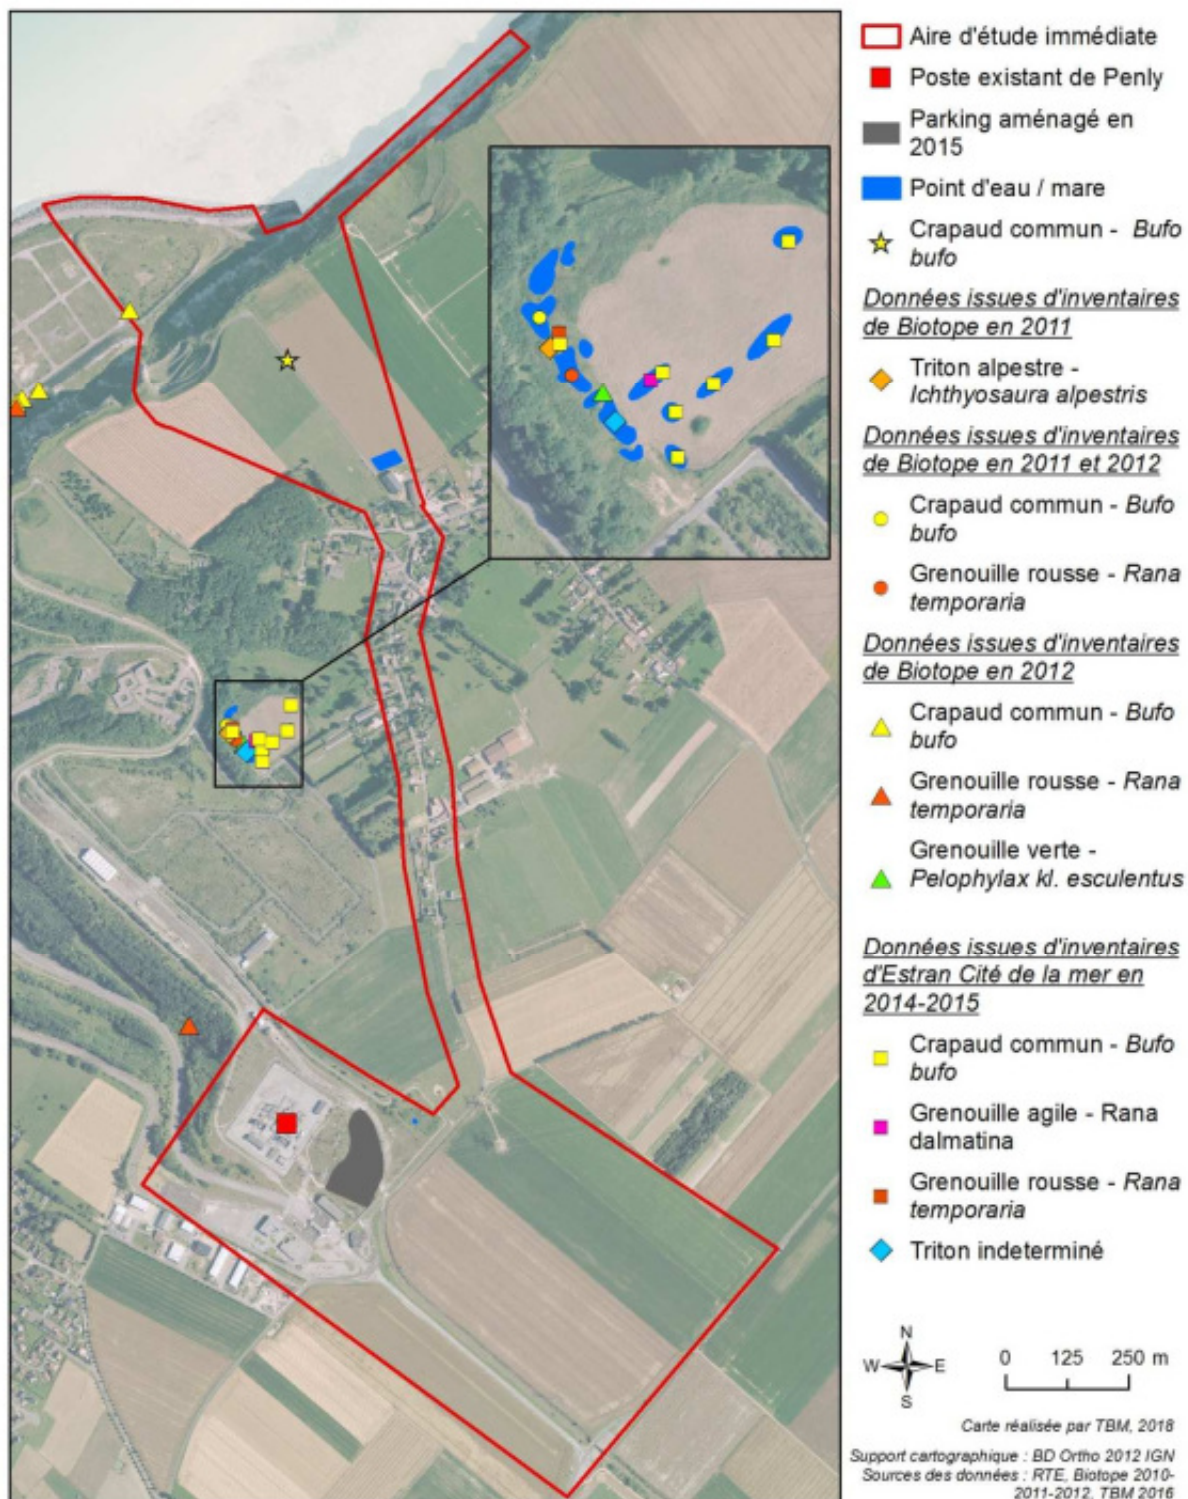 Aire d'étude immédiate
Poste existant de Penly
Parking aménagé en
2015
Point d'eau / mare
Crapaud commun - Bufo
bufo
Données issues d'inventaires
de Biotope en 2011
Triton alpestre -
Ichthyosaura alpestris
Données issues d'inventaires
de Biotope en 2011 et 2012
Crapaud commun - Bufo
bufo
Grenouille rousse - Rana
temporaria
Données issues d'inventaires
de Biotope en 2012
Crapaud commun - Bufo
bufo
Grenouille rousse - Rana
temporaria
Grenouille verte -
Pelophylax kl. esculentus
Données issues d'inventaires
d'Estran Cité de la mer en
2014-2015
Crapaud commun - Bufo
bufo
Grenouille agile - Rana
dalmatina
Grenouille rousse - Rana
temporaria
Triton indeterminé
N
W E
S
0 125 250 m
Carte réalisée par TBM, 2018
Support cartographique : BD Ortho 2012 IGN
Sources des données : RTE, Biotope 2010-
2011-2012, TBM 2016